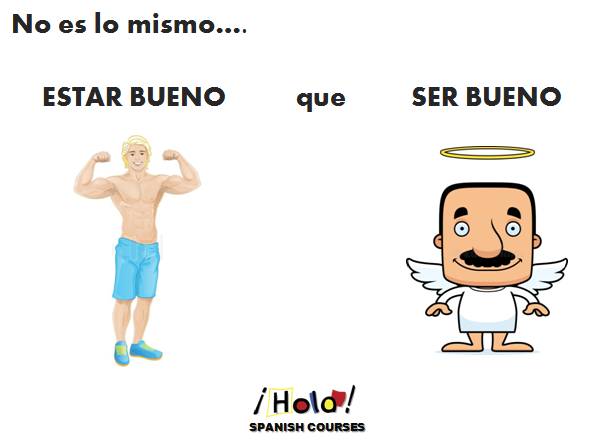 No es lo mismo....
ESTAR BUENO que SER BUENO
¡Hola!
SPANISH COURSES